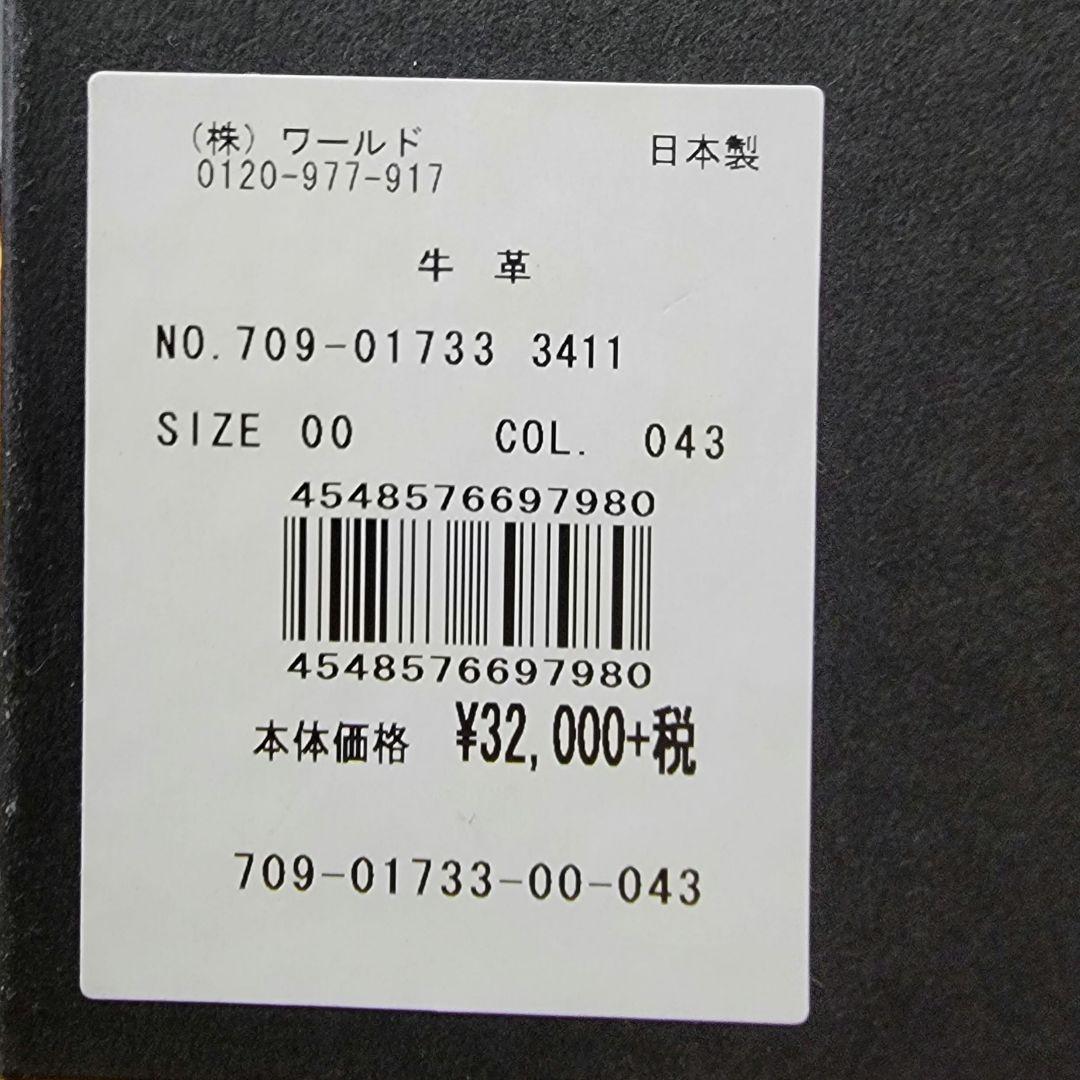 (株) ワールド 日本製
0120-977-917
牛 革
NO.709-01733 3411
SIZE 00 COL. 043
4548576697980
4548576697980
本体価格 ¥32,000+税
709-01733-00-043